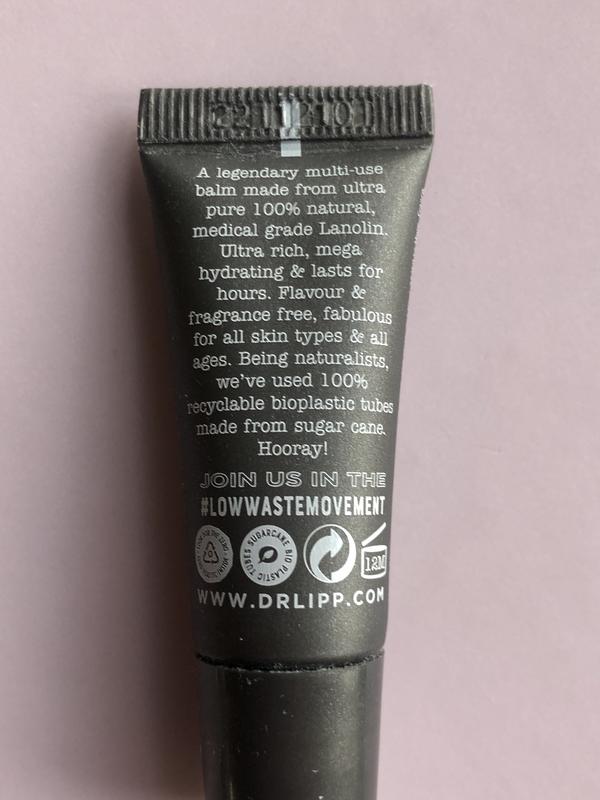 A legendary multi-use
balm made from ultra
pure 100% natural,
medical grade Lanolin.
Ultra rich, mega
hydrating & lasts for
hours. Flavour &
fragrance free, fabulous
for all skin types & all
ages. Being naturalists,
we've used 100%
recyclable bioplastic tubes
made from sugar cane.
Hooray!
JOIN US IN THE
#LOWWASTEMOVEMENT
SUGARCANE BIO PLASTIC TUBES
12M
WWW.DRLIPP.COM